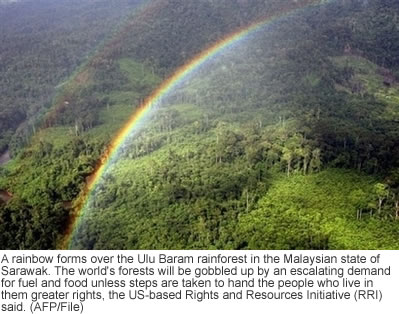 A rainbow forms over the Ulu Baram rainforest in the Malaysian state of
Sarawak. The world's forests will be gobbled up by an escalating demand
for fuel and food unless steps are taken to hand the people who live in
them greater rights, the US-based Rights and Resources Initiative (RRI)
said. (AFP/File)